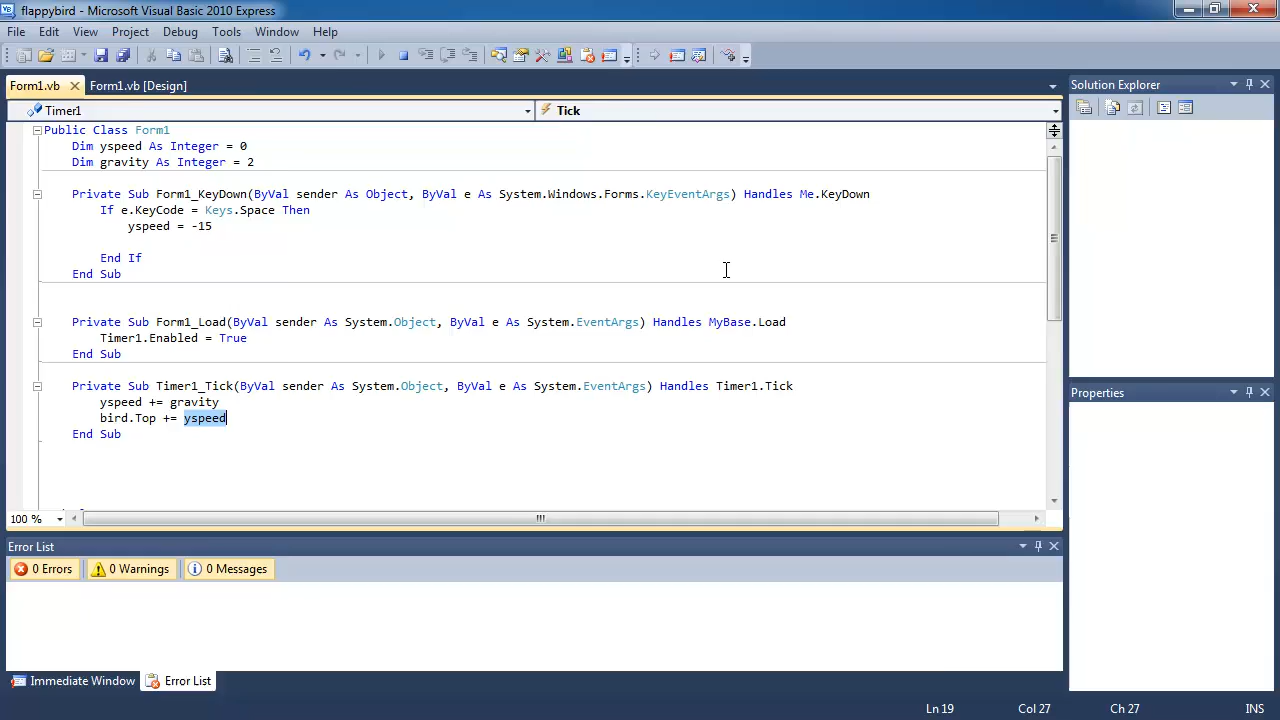 flappybird - Microsoft Visual Basic 2010 Express
File Edit View Project Debug Tools Window Help
Form1.vb Form1.vb [Design]
Timer1 Tick
Public Class Form1
Dim yspeed As Integer = 0
Dim gravity As Integer = 2
Private Sub Form1_KeyDown(ByVal sender As Object, ByVal e As System.Windows.Forms.KeyEventArgs) Handles Me.KeyDown
If e.KeyCode = Keys.Space Then
yspeed = -15
End If
End Sub
Private Sub Form1_Load(ByVal sender As System.Object, ByVal e As System.EventArgs) Handles MyBase.Load
Timer1.Enabled = True
End Sub
Private Sub Timer1_Tick(ByVal sender As System.Object, ByVal e As System.EventArgs) Handles Timer1.Tick
yspeed += gravity
bird.Top += yspeed
End Sub
100 %
Solution Explorer
Properties
Error List
0 Errors 0 Warnings 0 Messages
Immediate Window Error List
Ln 19 Col 27 Ch 27 INS